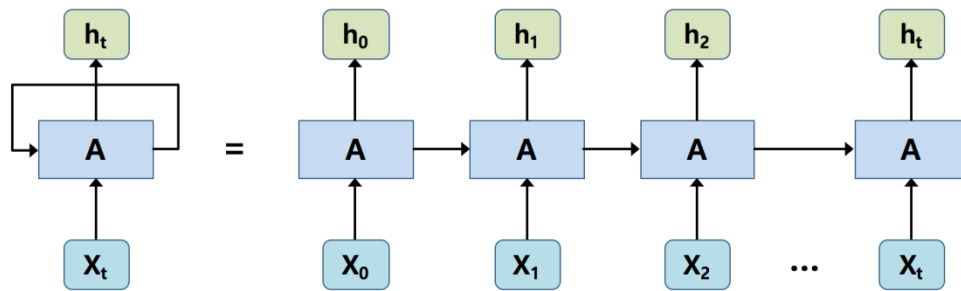 hₜ h₀ h₁ h₂ hₜ
A = A A A A
Xₜ X₀ X₁ X₂ ... Xₜ